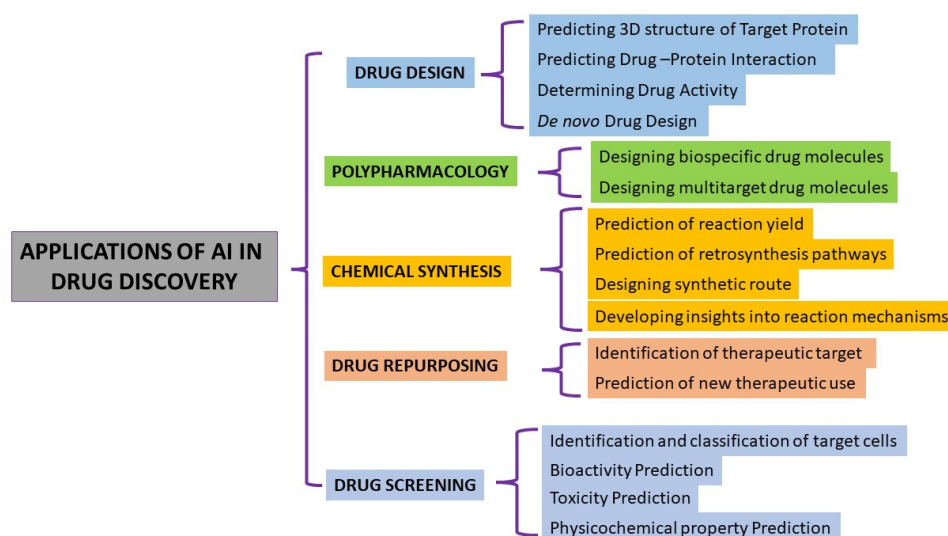 APPLICATIONS OF AI IN
DRUG DISCOVERY
DRUG DESIGN
Predicting 3D structure of Target Protein
Predicting Drug –Protein Interaction
Determining Drug Activity
De novo Drug Design
POLYPHARMACOLOGY
Designing biospecific drug molecules
Designing multitarget drug molecules
CHEMICAL SYNTHESIS
Prediction of reaction yield
Prediction of retrosynthesis pathways
Designing synthetic route
Developing insights into reaction mechanisms
DRUG REPURPOSING
Identification of therapeutic target
Prediction of new therapeutic use
DRUG SCREENING
Identification and classification of target cells
Bioactivity Prediction
Toxicity Prediction
Physicochemical property Prediction